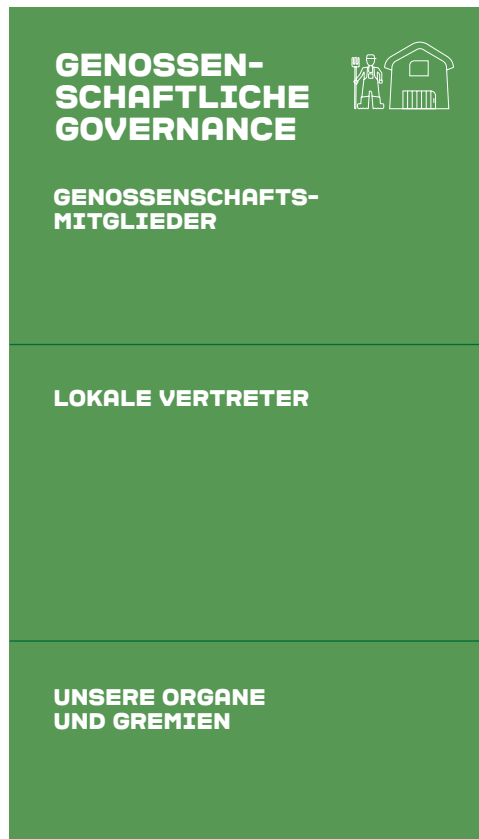 GENOSSEN-
SCHAFTLICHE
GOVERNANCE
GENOSSENSCHAFTS-
MITGLIEDER
LOKALE VERTRETER
UNSERE ORGANE
UND GREMIEN